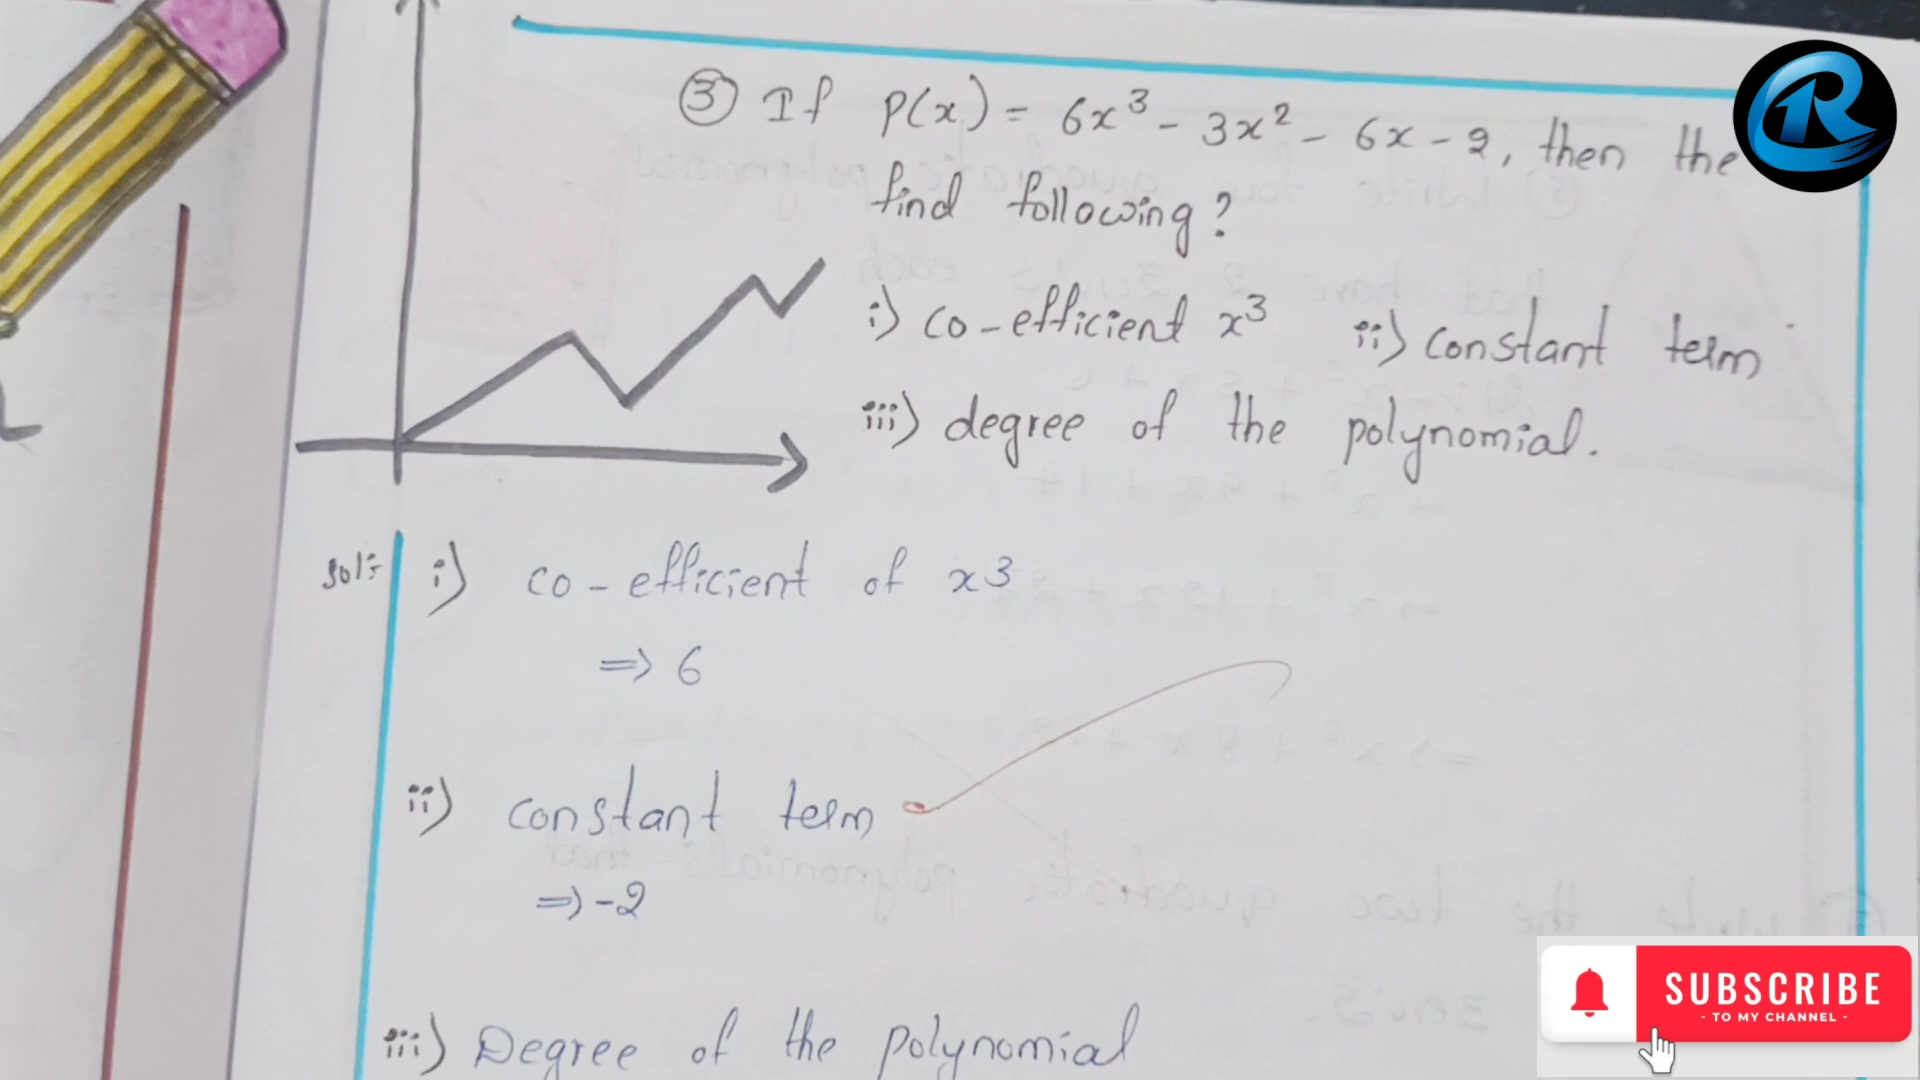 ③ If P(x) = 6x³ - 3x² - 6x - 2, then the
find following?
i) co-efficient x³ ii) constant term
iii) degree of the polynomial.
Sol:- i) co-efficient of x3
=> 6
ii) constant term
=> -2
iii) Degree of the polynomial
SUBSCRIBE
- TO MY CHANNEL -